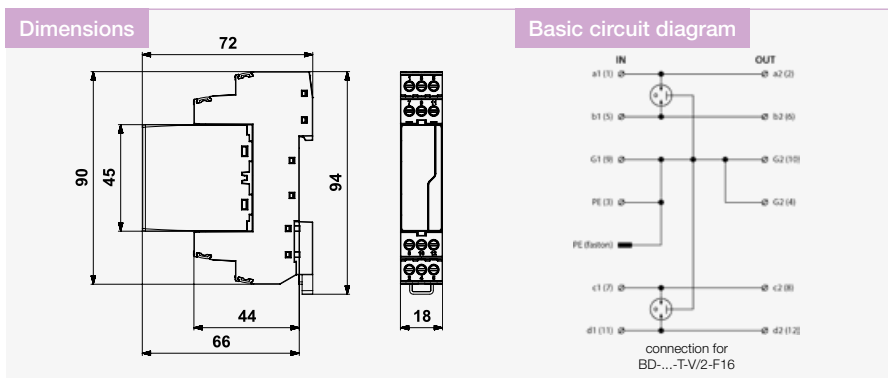 Dimensions
72
90
45
94
44
66
18
Basic circuit diagram
IN OUT
a1 (1) a2 (2)
b1 (5) b2 (6)
G1 (9) G2 (10)
PE (3) G2 (4)
PE (faston)
c1 (7) c2 (8)
d1 (11) d2 (12)
connection for
BD-...-T-V/2-F16